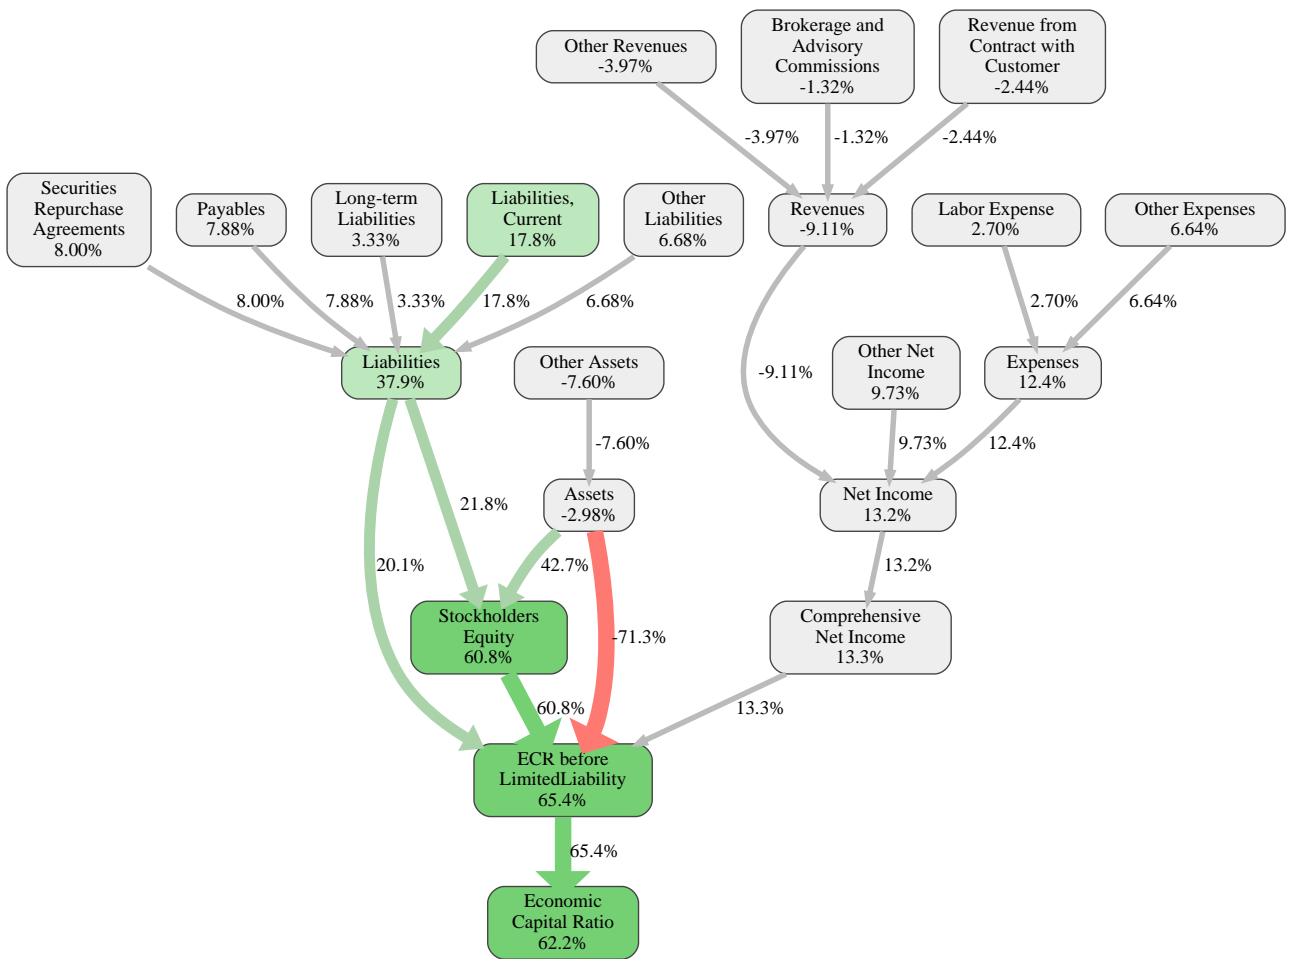 Other Revenues
-3.97%
Brokerage and
Advisory
Commissions
-1.32%
Revenue from
Contract with
Customer
-2.44%
-3.97%
-1.32%
-2.44%
Securities
Repurchase
Agreements
8.00%
Payables
7.88%
Long-term
Liabilities
3.33%
Liabilities,
Current
17.8%
Other
Liabilities
6.68%
Revenues
-9.11%
Labor Expense
2.70%
Other Expenses
6.64%
8.00%
7.88%
3.33%
17.8%
6.68%
2.70%
6.64%
Liabilities
37.9%
Other Assets
-7.60%
-9.11%
Other Net
Income
9.73%
Expenses
12.4%
-7.60%
9.73%
12.4%
21.8%
Assets
-2.98%
Net Income
13.2%
20.1%
42.7%
13.2%
Stockholders
Equity
60.8%
-71.3%
Comprehensive
Net Income
13.3%
60.8%
13.3%
ECR before
LimitedLiability
65.4%
65.4%
Economic
Capital Ratio
62.2%